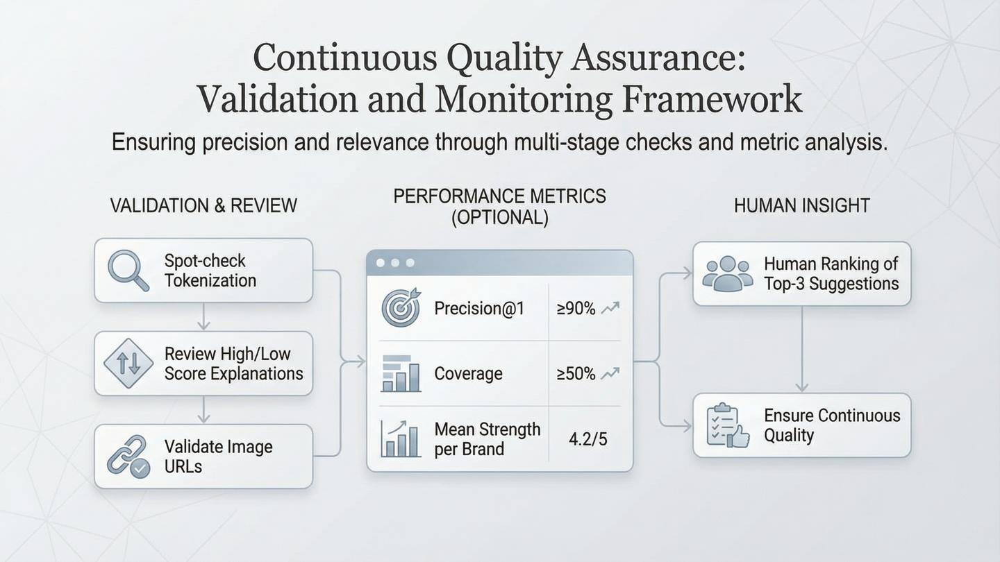 Continuous Quality Assurance:
Validation and Monitoring Framework
Ensuring precision and relevance through multi-stage checks and metric analysis.
VALIDATION & REVIEW
Spot-check
Tokenization
Review High/Low
Score Explanations
Validate Image
URLs
PERFORMANCE METRICS
(OPTIONAL)
Precision@1
≥90%
Coverage
≥50%
Mean Strength
per Brand
4.2/5
HUMAN INSIGHT
Human Ranking of
Top-3 Suggestions
Ensure Continuous
Quality